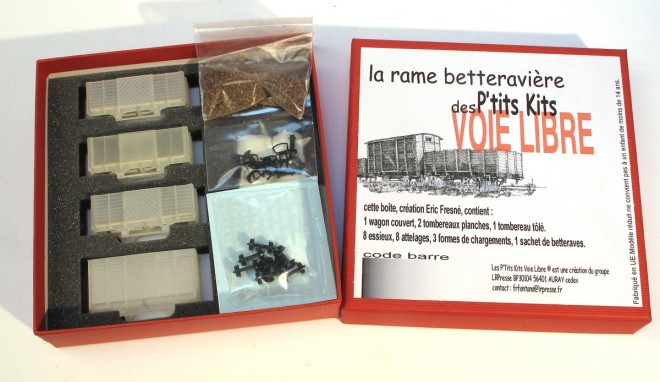 la rame betteravière
des P'tits Kits
VOIE LIBRE
cette boite, création Eric Fresné, contient :
1 wagon couvert, 2 tombereaux planches, 1 tombereau tôlé.
8 essieux, 8 attelages, 3 formes de chargements, 1 sachet de betteraves.
code barre
Les P'Tits Kits Voie Libre ® est une création du groupe
LRPresse BP30104 56401 AURAY cedex
contact : frfontana@lrpresse.fr
Fabriqué en UE.Modèle réduit ne convient pas à un enfant de moins de 14 ans.